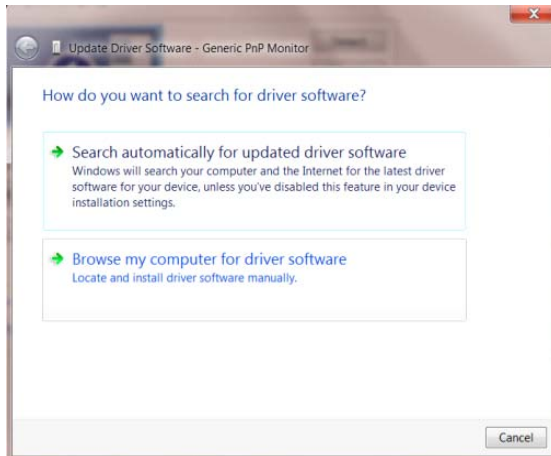 Update Driver Software - Generic PnP Monitor
How do you want to search for driver software?
Search automatically for updated driver software
Windows will search your computer and the Internet for the latest driver
software for your device, unless you've disabled this feature in your device
installation settings.
Browse my computer for driver software
Locate and install driver software manually.
Cancel